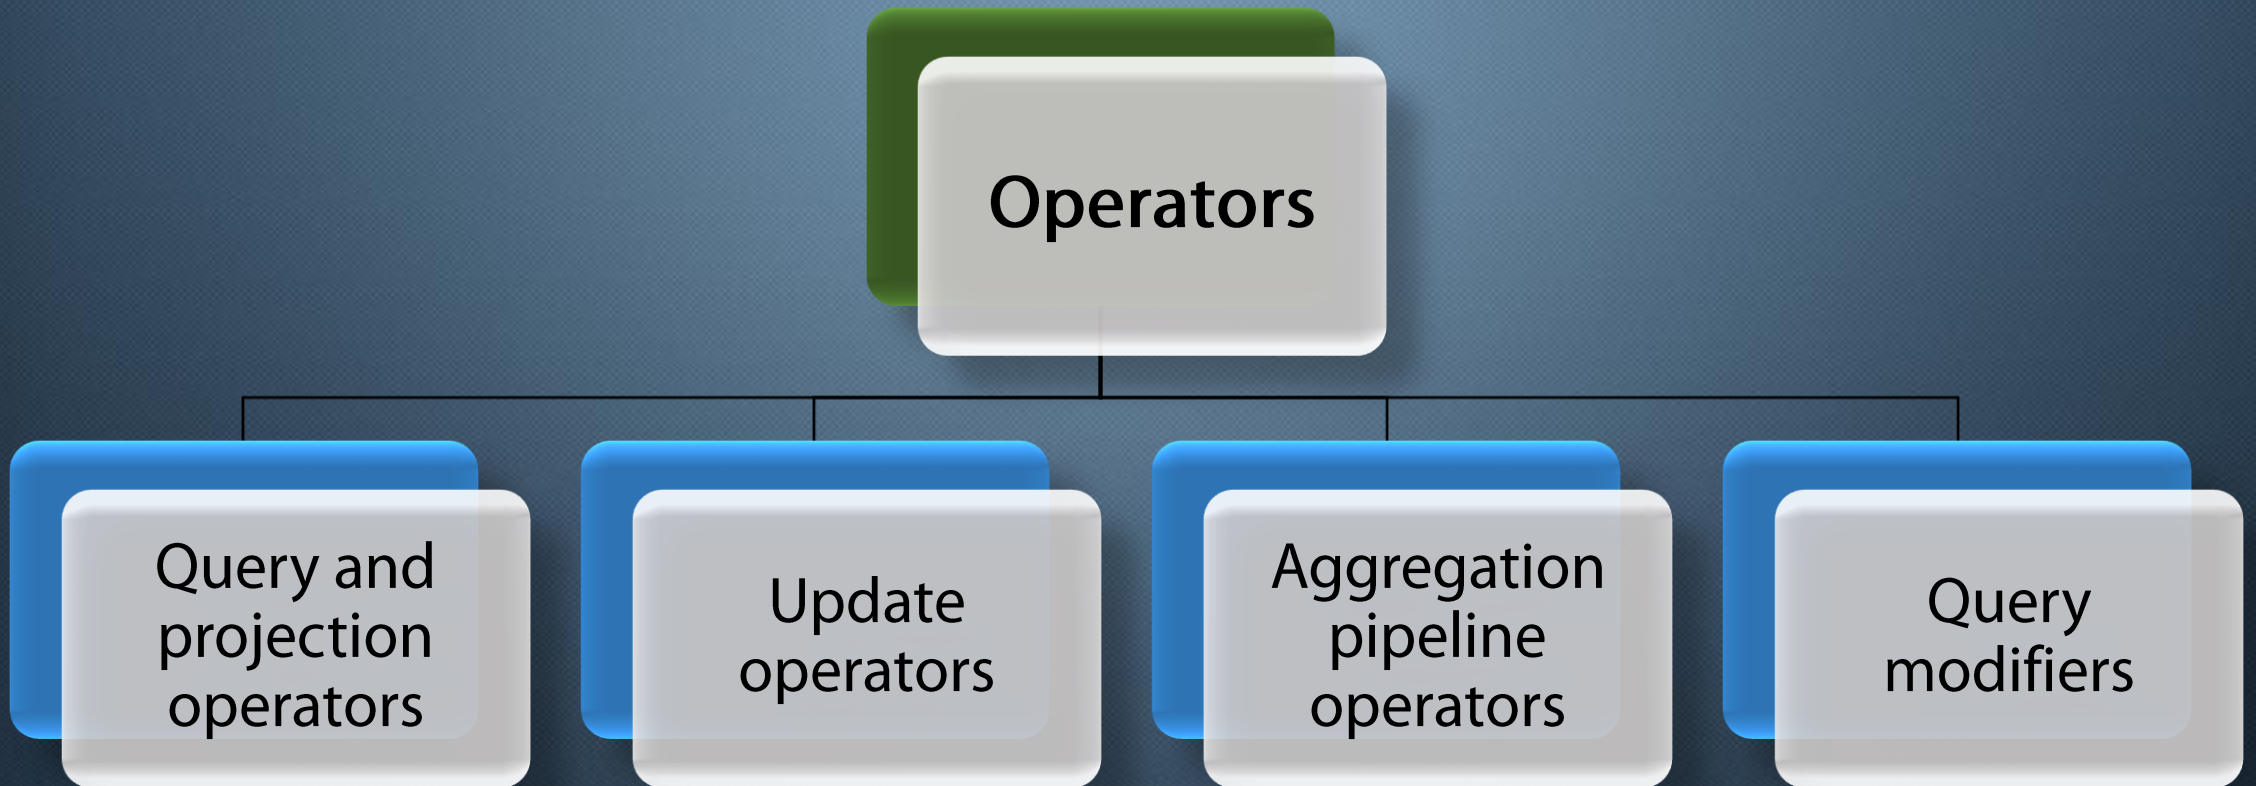 Operators
Query and
projection
operators
Update
operators
Aggregation
pipeline
operators
Query
modifiers